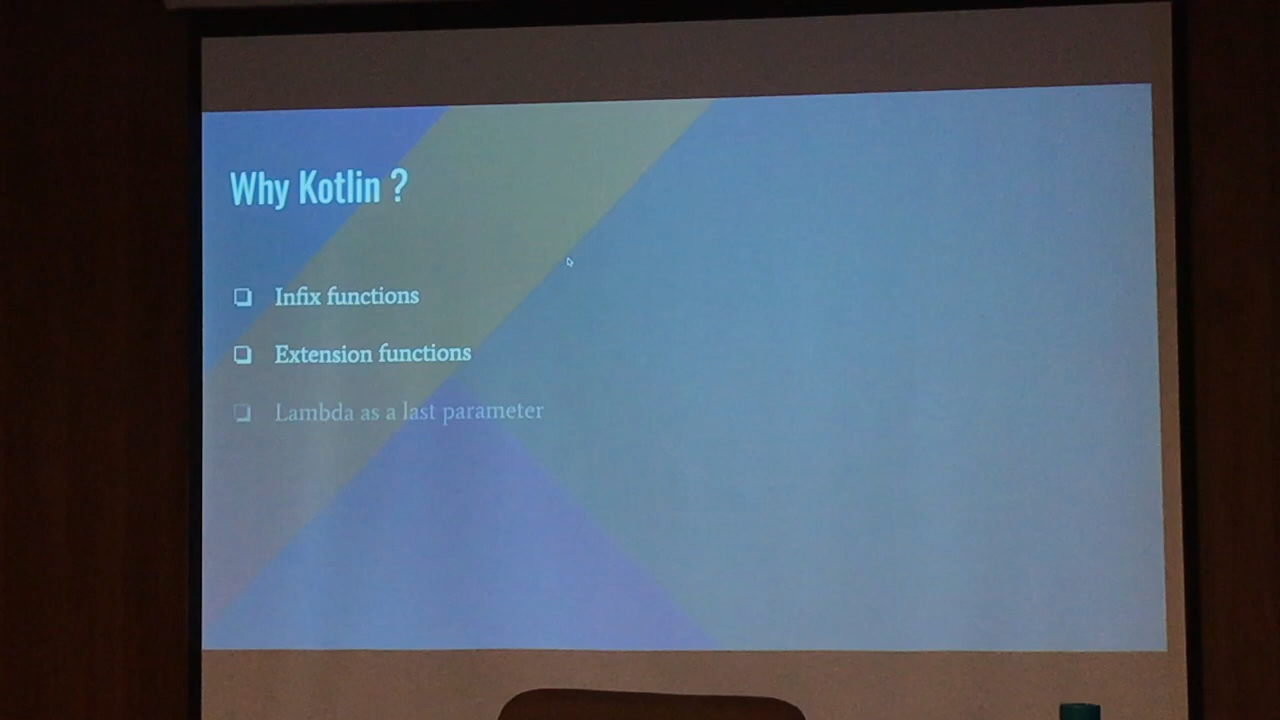 Why Kotlin ?
❏ Infix functions
❏ Extension functions
❏ Lambda as a last parameter